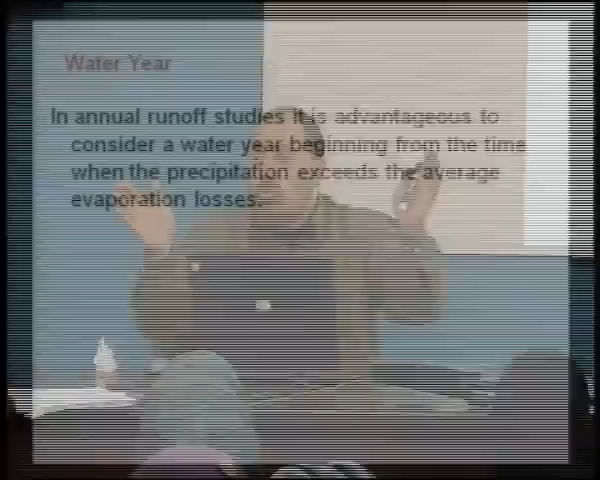 Water Year
In annual runoff studies it is advantageous to
consider a water year beginning from the time
when the precipitation exceeds the average
evaporation losses.